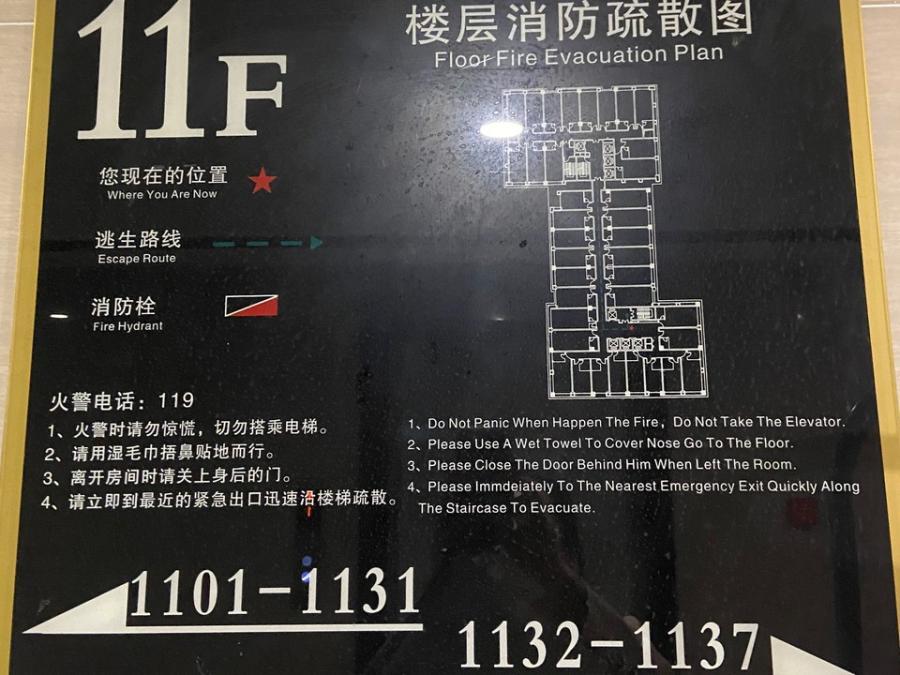 11F
楼层消防疏散图
Floor Fire Evacuation Plan
您现在的位置
Where You Are Now
逃生路线
Escape Route
消防栓
Fire Hydrant
火警电话：119
1、火警时请勿惊慌，切勿搭乘电梯。
2、请用湿毛巾捂鼻贴地而行。
3、离开房间时请关上身后的门。
4、请立即到最近的紧急出口迅速沿楼梯疏散。
1、Do Not Panic When Happen The Fire，Do Not Take The Elevator.
2、Please Use A Wet Towel To Cover Nose Go To The Floor.
3、Please Close The Door Behind Him When Left The Room.
4、Please Immdeiately To The Nearest Emergency Exit Quickly Along
The Staircase To Evacuate.
1101-1131
1132-1137